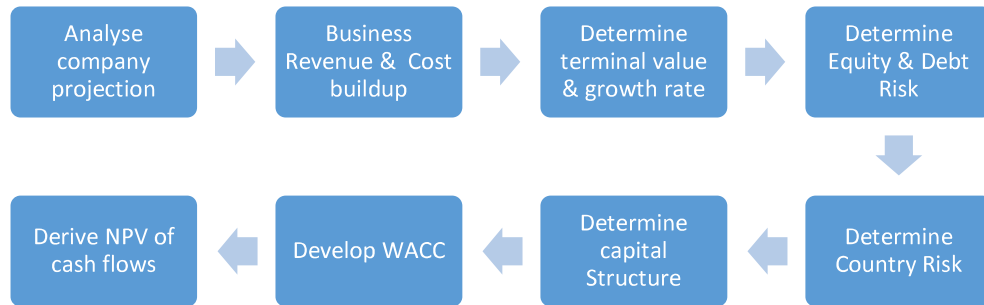 Analyse
company
projection
Business
Revenue & Cost
buildup
Determine
terminal value
& growth rate
Determine
Equity & Debt
Risk
Determine
Country Risk
Determine
capital
Structure
Develop WACC
Derive NPV of
cash flows